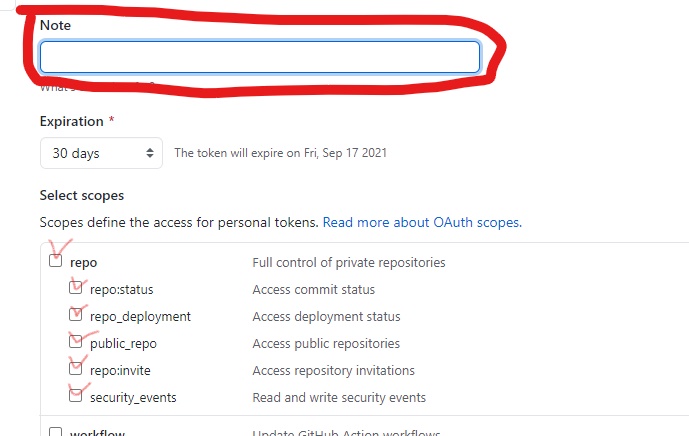 Note
What's
Expiration *
30 days
The token will expire on Fri, Sep 17 2021
Select scopes
Scopes define the access for personal tokens. Read more about OAuth scopes.
repo Full control of private repositories
repo:status Access commit status
repo_deployment Access deployment status
public_repo Access public repositories
repo:invite Access repository invitations
security_events Read and write security events
workflow Update GitHub Action workflows